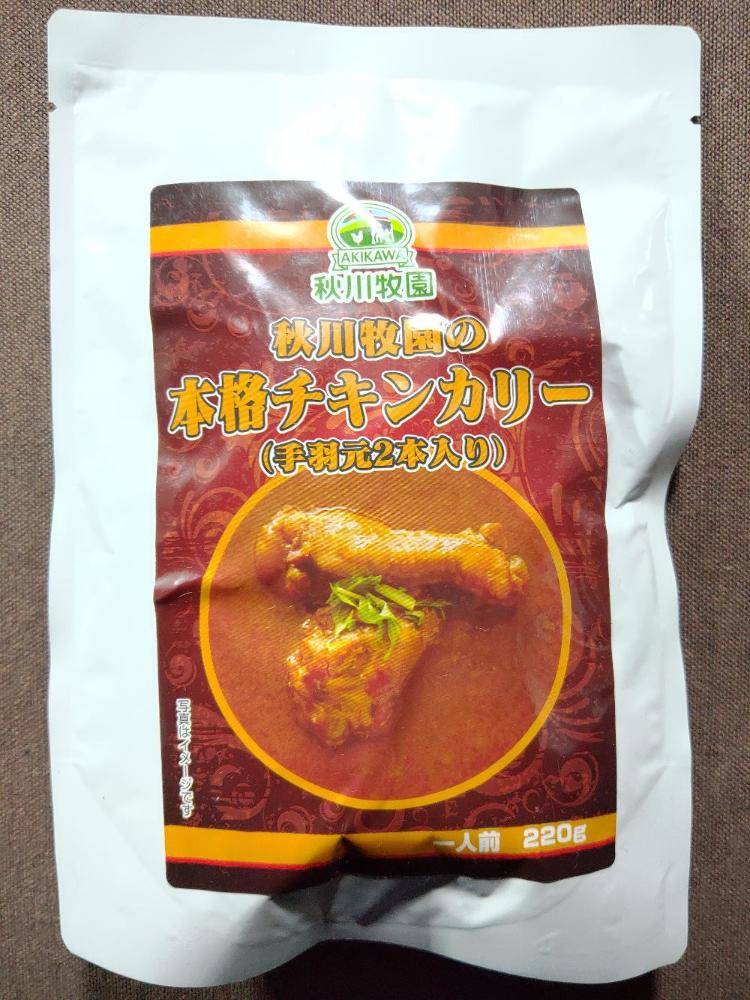 AKIKAWA
秋川牧園
秋川牧園の
本格チキンカリー
(手羽元2本入り)
写真はイメージです
一人前 220g